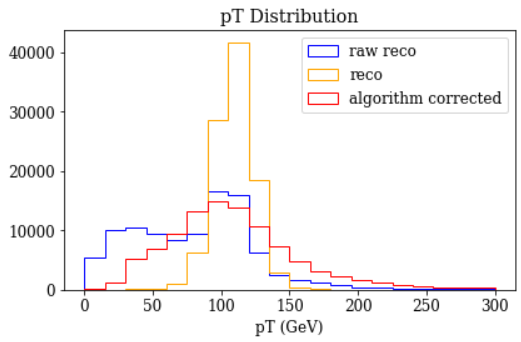 pT Distribution
raw reco
reco
algorithm corrected
40000
30000
20000
10000
0
0 50 100 150 200 250 300
pT (GeV)